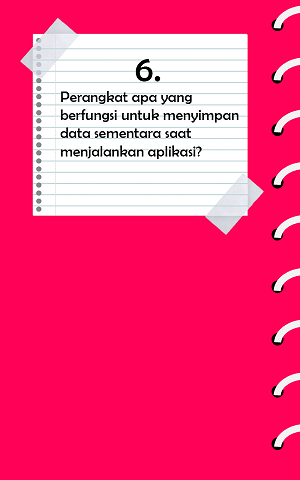 6.
Perangkat apa yang
berfungsi untuk menyimpan
data sementara saat
menjalankan aplikasi?